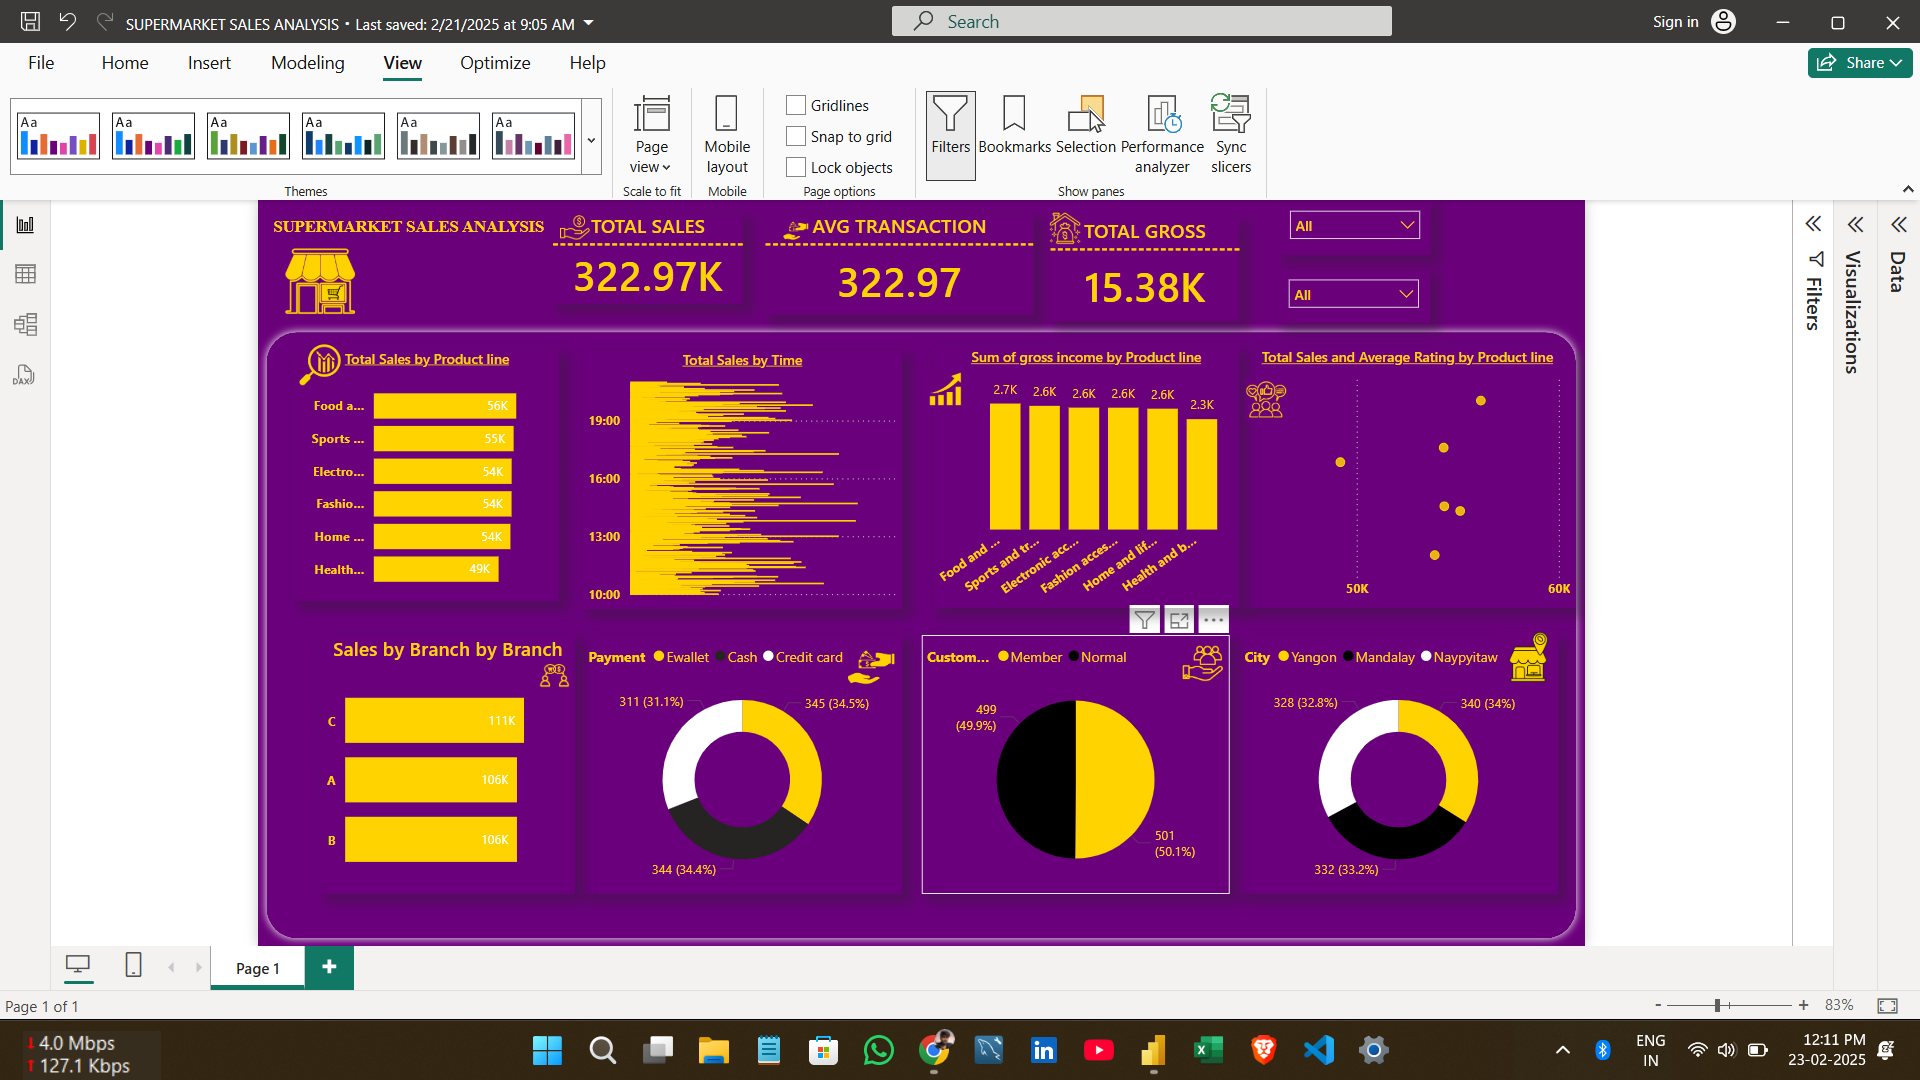 SUPERMARKET SALES ANALYSIS • Last saved: 2/21/2025 at 9:05 AM
Search
Sign in
File Home Insert Modeling View Optimize Help
Share
Aa Aa Aa Aa Aa Aa
Themes
Page view
Scale to fit
Mobile layout
Mobile
Gridlines
Snap to grid
Lock objects
Page options
Filters
Bookmarks
Selection
Performance analyzer
Sync slicers
Show panes
SUPERMARKET SALES ANALYSIS
TOTAL SALES
322.97K
AVG TRANSACTION
322.97
TOTAL GROSS
15.38K
All
All
Filters
Visualizations
Data
DAX
Total Sales by Product line
Food a... 56K
Sports ... 55K
Electro... 54K
Fashio... 54K
Home ... 54K
Health... 49K
Total Sales by Time
19:00
16:00
13:00
10:00
Sum of gross income by Product line
2.7K 2.6K 2.6K 2.6K 2.6K 2.3K
Food and ...
Sports and tr...
Electronic acc...
Fashion acces...
Home and lif...
Health and b...
Total Sales and Average Rating by Product line
50K 60K
Sales by Branch by Branch
C 111K
A 106K
B 106K
Payment Ewallet Cash Credit card
311 (31.1%)
345 (34.5%)
344 (34.4%)
Custom... Member Normal
499
(49.9%)
501
(50.1%)
City Yangon Mandalay Naypyitaw
328 (32.8%)
340 (34%)
332 (33.2%)
Page 1
Page 1 of 1
- + 83%
4.0 Mbps
127.1 Kbps
ENG
IN
12:11 PM
23-02-2025